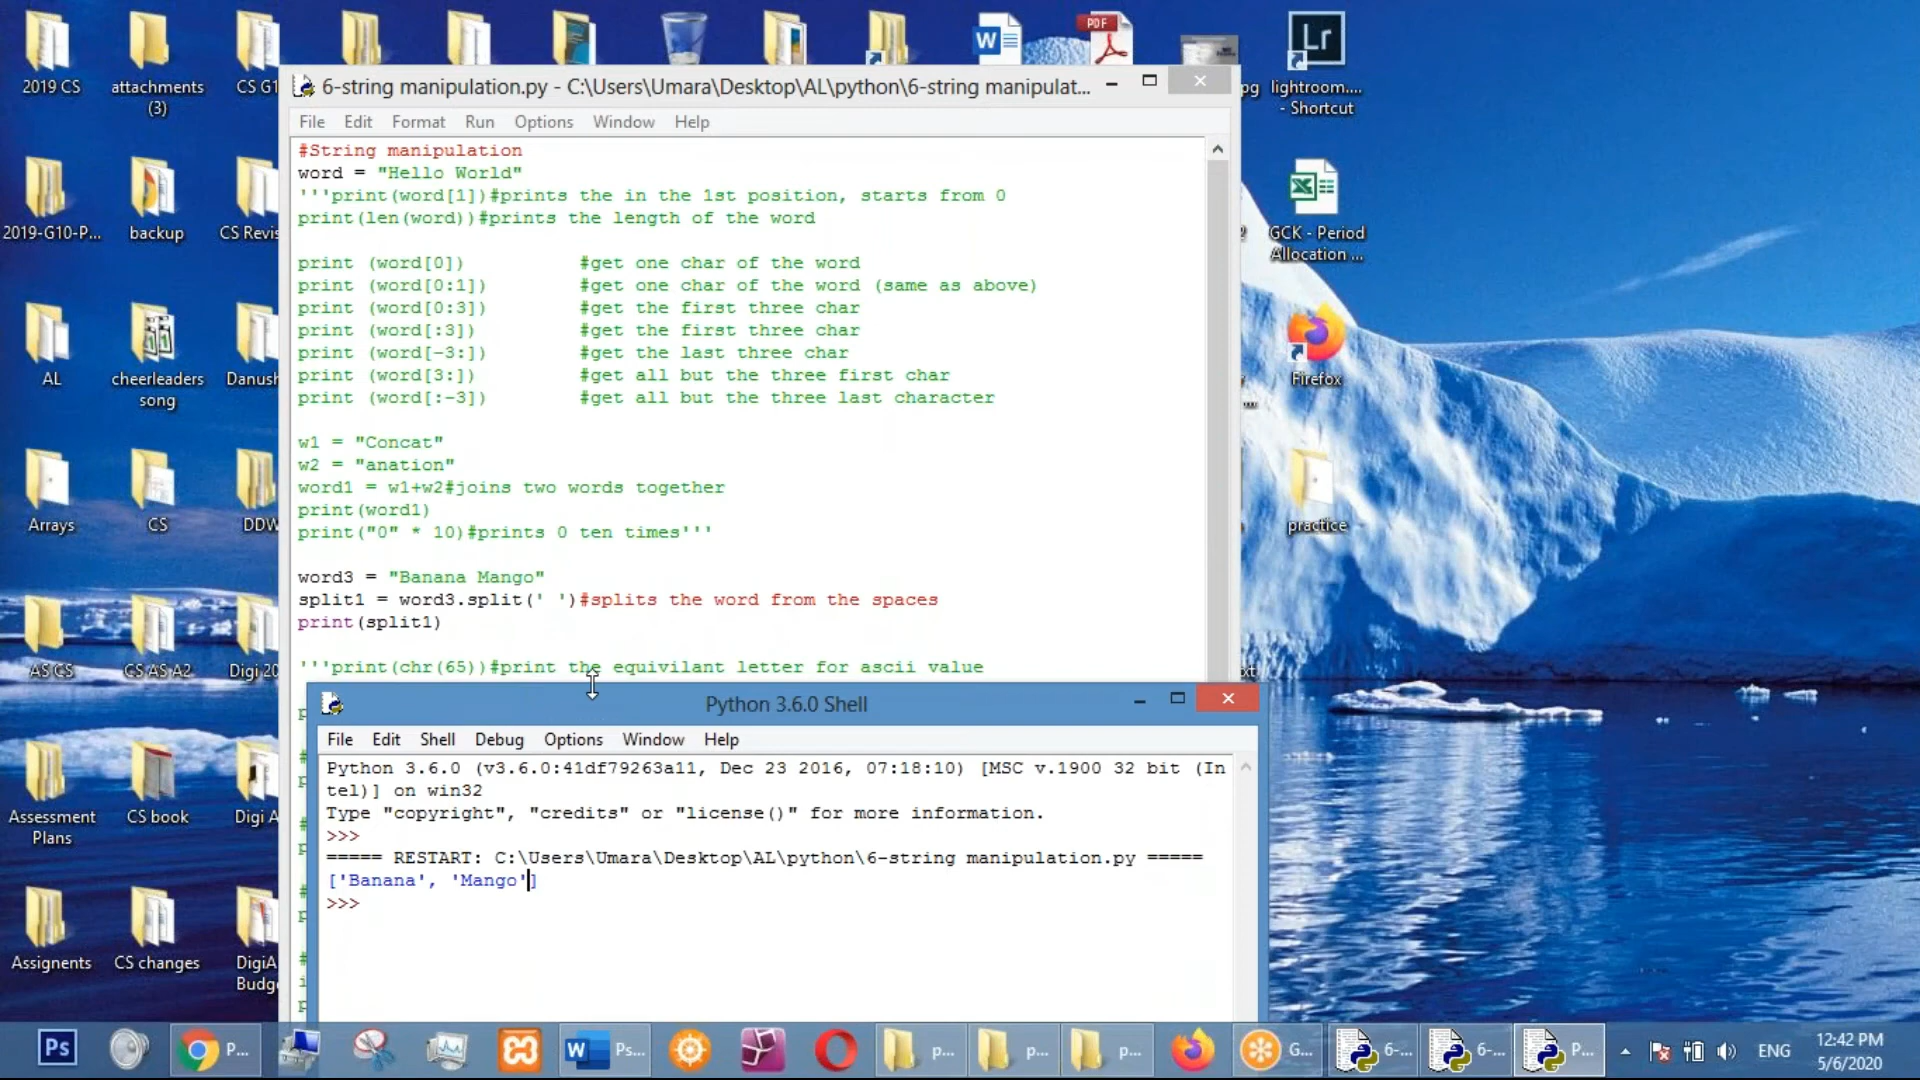 2019 CS
attachments
(3)
CS G1
PDF
Lr
lightroom....
- Shortcut
pg
6-string manipulation.py - C:\Users\Umara\Desktop\AL\python\6-string manipulat...
File Edit Format Run Options Window Help
#String manipulation
word = "Hello World"
'''print(word[1])#prints the in the 1st position, starts from 0
print(len(word))#prints the length of the word
print (word[0]) #get one char of the word
print (word[0:1]) #get one char of the word (same as above)
print (word[0:3]) #get the first three char
print (word[:3]) #get the first three char
print (word[-3:]) #get the last three char
print (word[3:]) #get all but the three first char
print (word[:-3]) #get all but the three last character
w1 = "Concat"
w2 = "anation"
word1 = w1+w2#joins two words together
print(word1)
print("0" * 10)#prints 0 ten times'''
word3 = "Banana Mango"
split1 = word3.split(' ')#splits the word from the spaces
print(split1)
'''print(chr(65))#print the equivilant letter for ascii value
2019-G10-P...
backup
CS Revis
GCK - Period
Allocation ...
AL
cheerleaders
song
Danush
Firefox
Arrays
CS
DDW
practice
AS CS
CS AS A2
Digi 20
xt
Python 3.6.0 Shell
File Edit Shell Debug Options Window Help
Python 3.6.0 (v3.6.0:41df79263a11, Dec 23 2016, 07:18:10) [MSC v.1900 32 bit (In
tel)] on win32
Type "copyright", "credits" or "license()" for more information.
>>>
===== RESTART: C:\Users\Umara\Desktop\AL\python\6-string manipulation.py =====
['Banana', 'Mango']
>>>
Assessment
Plans
CS book
Digi A
Assignents
CS changes
DigiA
Budge
Ps
P...
W
Ps...
p...
p...
p...
G...
6-...
6-...
P...
ENG
12:42 PM
5/6/2020